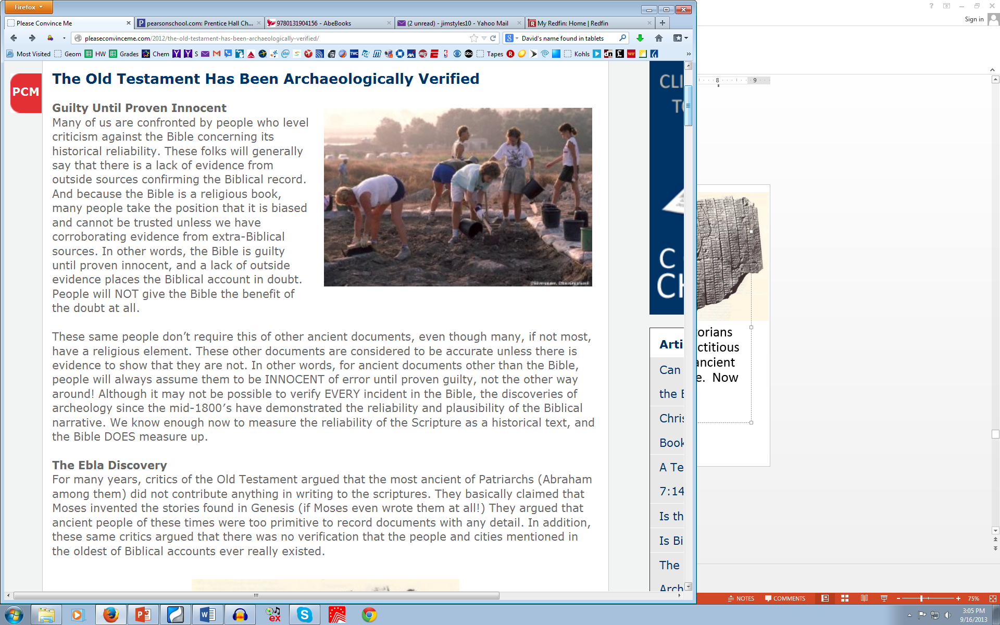 Firefox
Please Convince Me
pearsonschool.com: Prentice Hall Ch...
9780131904156 - AbeBooks
(2 unread) - jimstyles10 - Yahoo Mail
My Redfin: Home | Redfin
pleaseconvinceme.com/2012/the-old-testament-has-been-archaeologically-verified/
David's name found in tablets
Most Visited
Geom
HW
Grades
Chem
S
Tapes
Kohls
Sign in
8
9
PCM
The Old Testament Has Been Archaeologically Verified
Guilty Until Proven Innocent
Many of us are confronted by people who level
criticism against the Bible concerning its
historical reliability. These folks will generally
say that there is a lack of evidence from
outside sources confirming the Biblical record.
And because the Bible is a religious book,
many people take the position that it is biased
and cannot be trusted unless we have
corroborating evidence from extra-Biblical
sources. In other words, the Bible is guilty
until proven innocent, and a lack of outside
evidence places the Biblical account in doubt.
People will NOT give the Bible the benefit of
the doubt at all.
These same people don’t require this of other ancient documents, even though many, if not most,
have a religious element. These other documents are considered to be accurate unless there is
evidence to show that they are not. In other words, for ancient documents other than the Bible,
people will always assume them to be INNOCENT of error until proven guilty, not the other way
around! Although it may not be possible to verify EVERY incident in the Bible, the discoveries of
archeology since the mid-1800’s have demonstrated the reliability and plausibility of the Biblical
narrative. We know enough now to measure the reliability of the Scripture as a historical text, and
the Bible DOES measure up.
The Ebla Discovery
For many years, critics of the Old Testament argued that the most ancient of Patriarchs (Abraham
among them) did not contribute anything in writing to the scriptures. They basically claimed that
Moses invented the stories found in Genesis (if Moses even wrote them at all!) They argued that
ancient people of these times were too primitive to record documents with any detail. In addition,
these same critics argued that there was no verification that the people and cities mentioned in
the oldest of Biblical accounts ever really existed.
CLI
TO
C
CH
Arti
Can
the B
Chris
Book
A Te
7:14
Is th
Is Bi
The
Arch
orians
ctitious
ancient
e. Now
NOTES
COMMENTS
75%
3:05 PM
9/16/2013